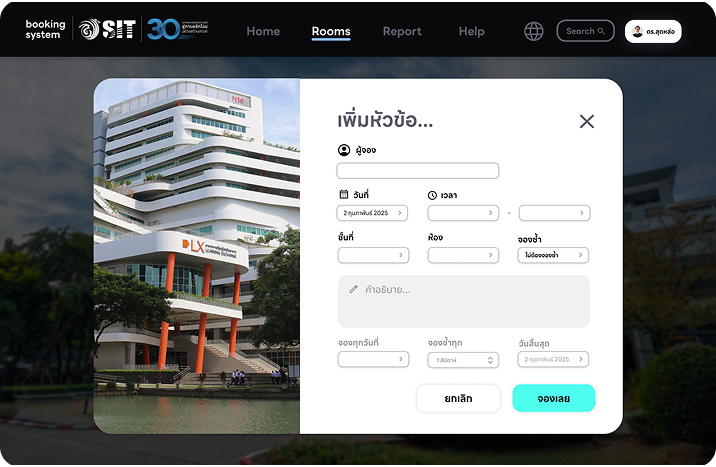 booking
system
SIT
30
Home
Rooms
Report
Help
Search
ดร.สุดหล่อ
N16
LX
LEARNING EXCHANGE
เพิ่มหัวข้อ...
ผู้จอง
วันที่
เวลา
2 กุมภาพันธ์ 2025
-
ชั้นที่
ห้อง
จองซ้ำ
ไม่ต้องจองซ้ำ
คำอธิบาย...
จองทุกวันที่
จองซ้ำทุก
วันสิ้นสุด
1 สัปดาห์
2 กุมภาพันธ์ 2025
ยกเลิก
จองเลย